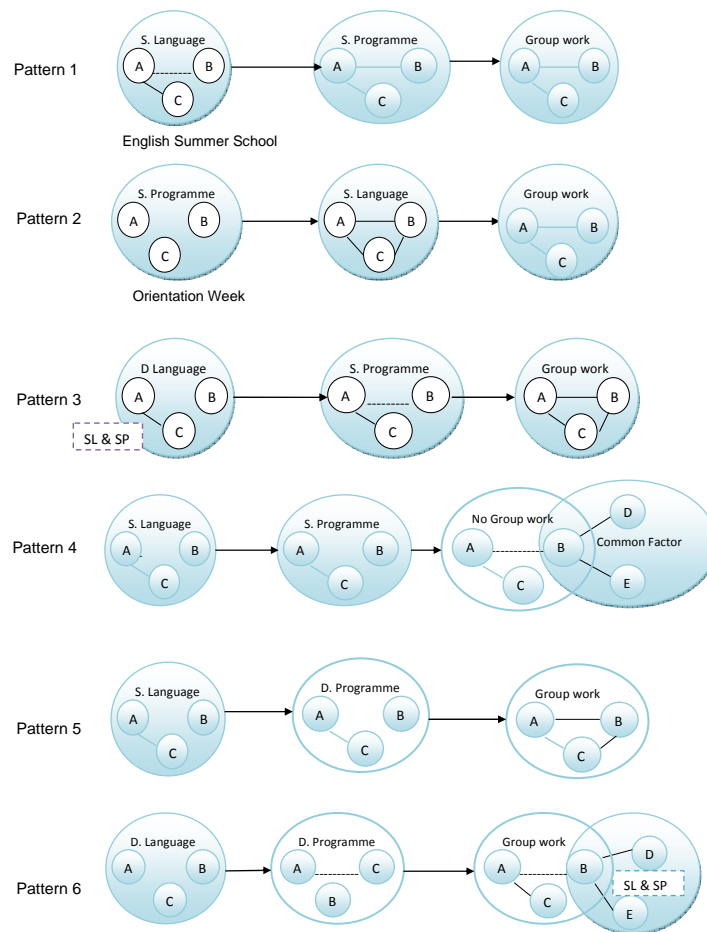 S. Language
S. Programme
Group work
Pattern 1
A
B
C
A
B
C
A
B
C
English Summer School
S. Programme
S. Language
Group work
Pattern 2
A
B
C
A
B
C
A
B
C
Orientation Week
D Language
S. Programme
Group work
Pattern 3
A
B
C
A
B
C
A
B
C
SL & SP
S. Language
S. Programme
No Group work
Common Factor
Pattern 4
A
B
C
A
B
C
A
B
C
D
E
S. Language
D. Programme
Group work
Pattern 5
A
B
C
A
B
C
A
B
C
D. Language
D. Programme
Group work
Pattern 6
A
B
C
A
C
B
A
B
C
D
SL & SP
E